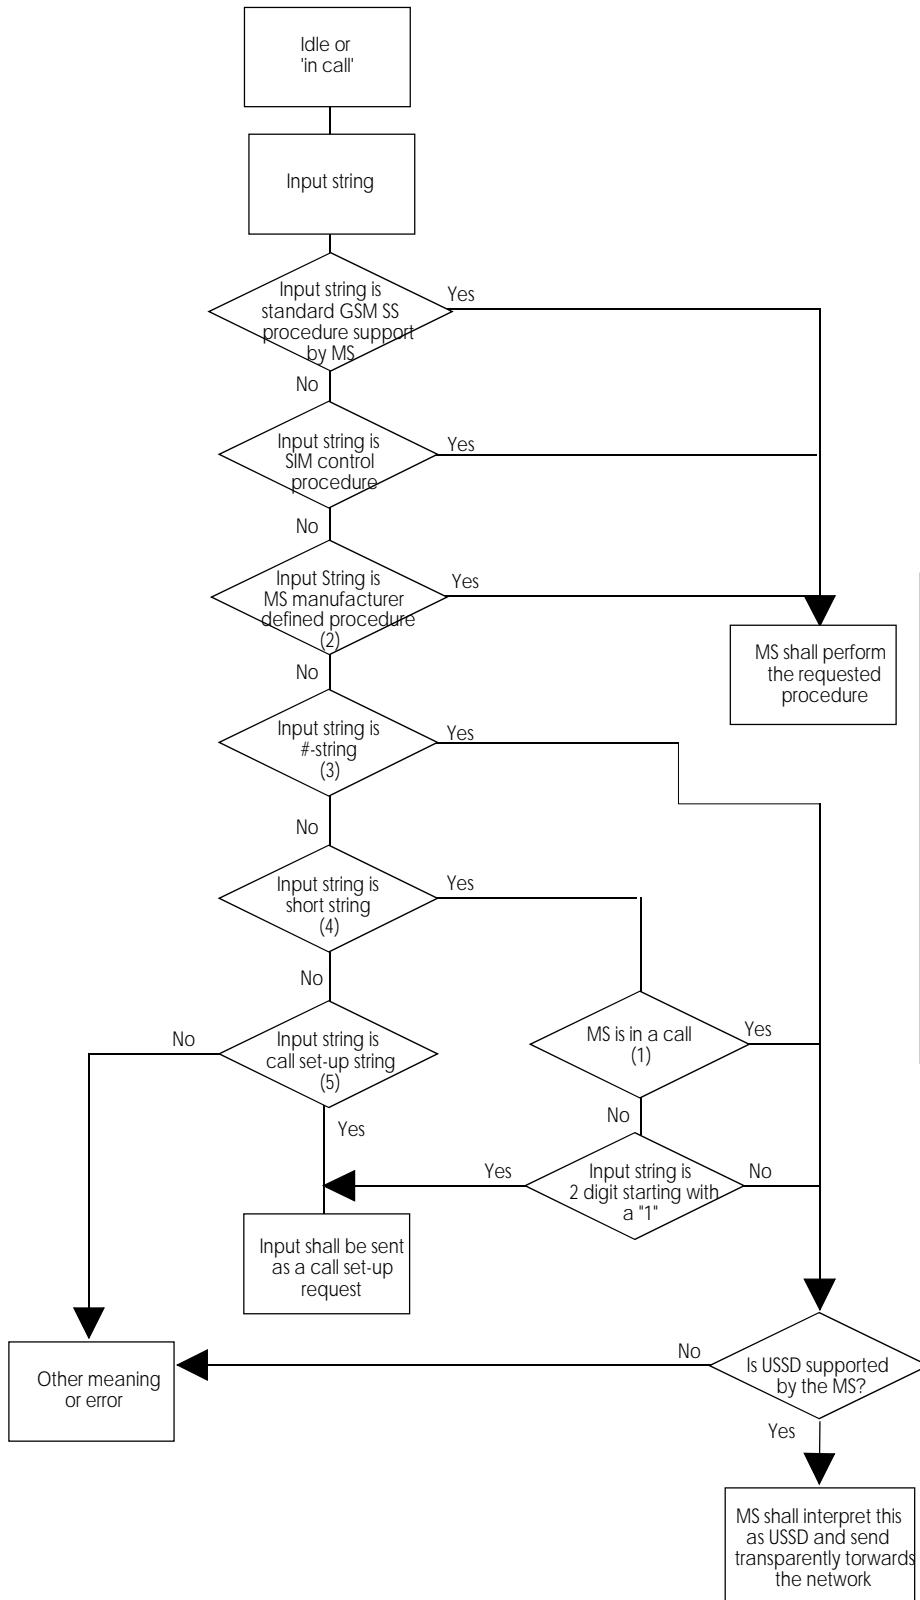 Idle or
'in call'
Input string
Input string is
standard GSM SS
procedure support
by MS
Yes
No
Input string is
SIM control
procedure
Yes
No
Input String is
MS manufacturer
defined procedure
(2)
Yes
MS shall perform
the requested
procedure
No
Input string is
#-string
(3)
Yes
No
Input string is
short string
(4)
Yes
No
Input string is
call set-up string
(5)
No
MS is in a call
(1)
Yes
No
Yes
Input string is
2 digit starting with
a "1"
Yes
No
Input shall be sent
as a call set-up
request
Other meaning
or error
No
Is USSD supported
by the MS?
Yes
MS shall interpret this
as USSD and send
transparently torwards
the network